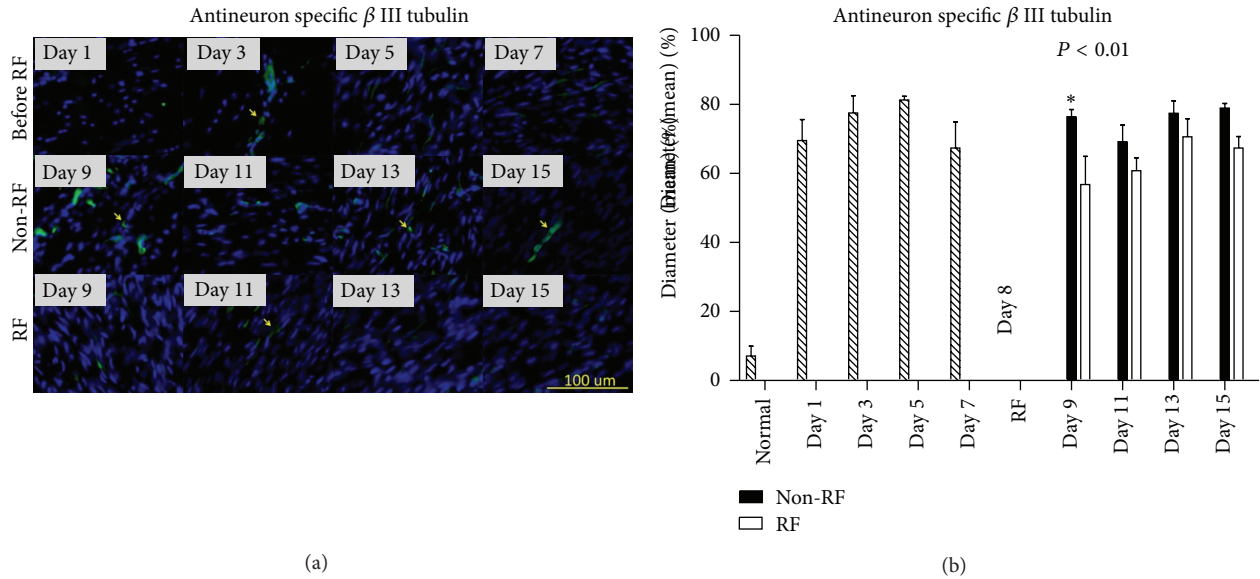 Antineuron specific β III tubulin
Before RF
Day 1
Day 3
Day 5
Day 7
Non-RF
Day 9
Day 11
Day 13
Day 15
RF
Day 9
Day 11
Day 13
Day 15
100 um
(a)
Antineuron specific β III tubulin
P < 0.01
Diameter (mean) (%)
100
80
60
40
20
0
*
Day 8
Normal
Day 1
Day 3
Day 5
Day 7
RF
Day 9
Day 11
Day 13
Day 15
Non-RF
RF
(b)